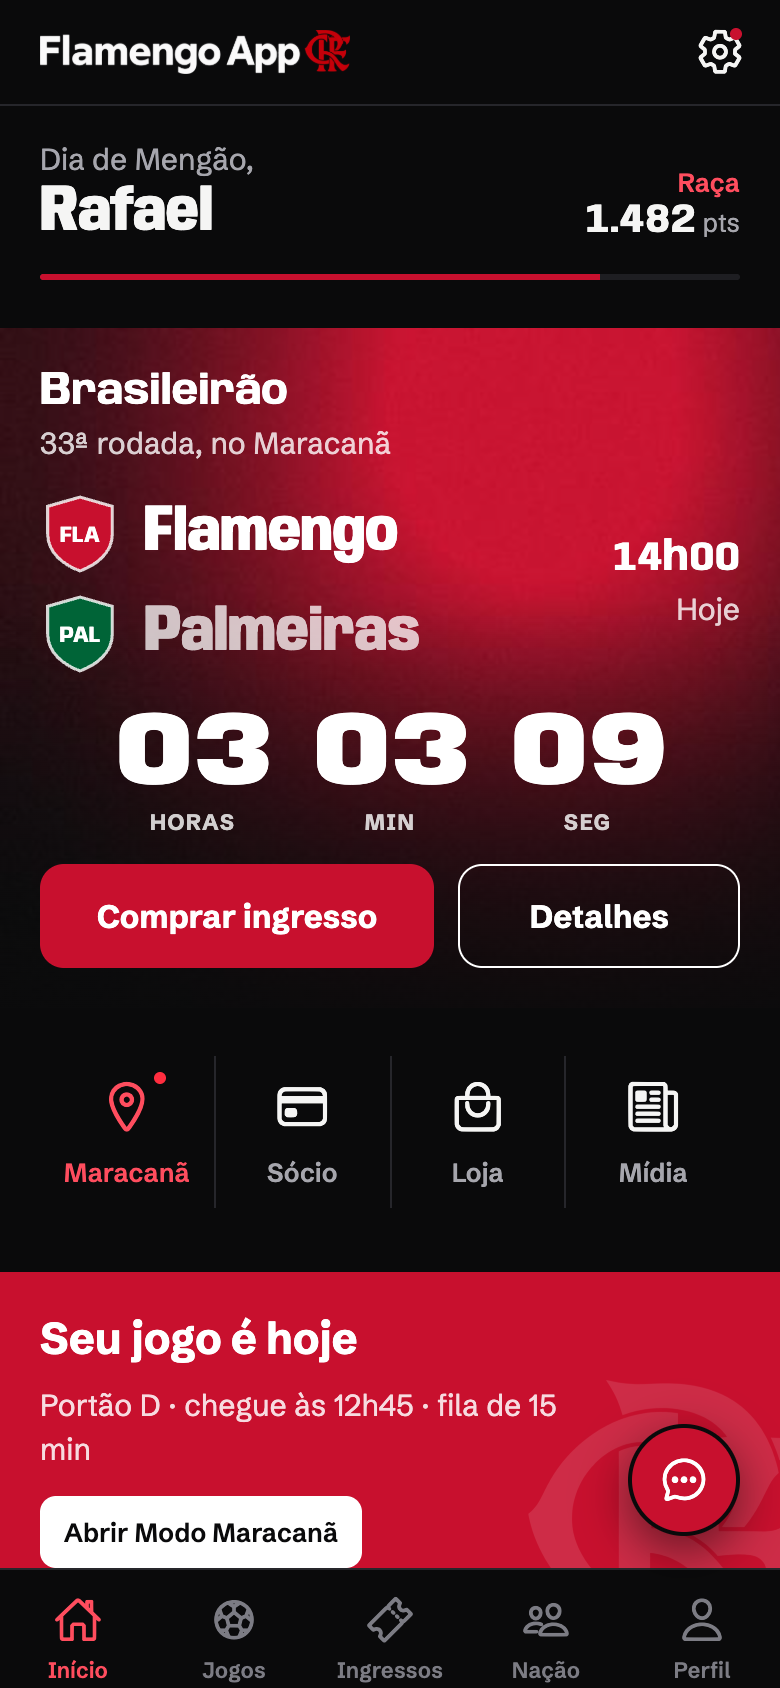 Flamengo App
Dia de Mengão,
Rafael
Raça
1.482 pts
Brasileirão
33ª rodada, no Maracanã
FLA
Flamengo
14h00
Hoje
PAL
Palmeiras
03 03 09
HORAS MIN SEG
Comprar ingresso
Detalhes
Maracanã
Sócio
Loja
Mídia
Seu jogo é hoje
Portão D · chegue às 12h45 · fila de 15
min
Abrir Modo Maracanã
Início
Jogos
Ingressos
Nação
Perfil